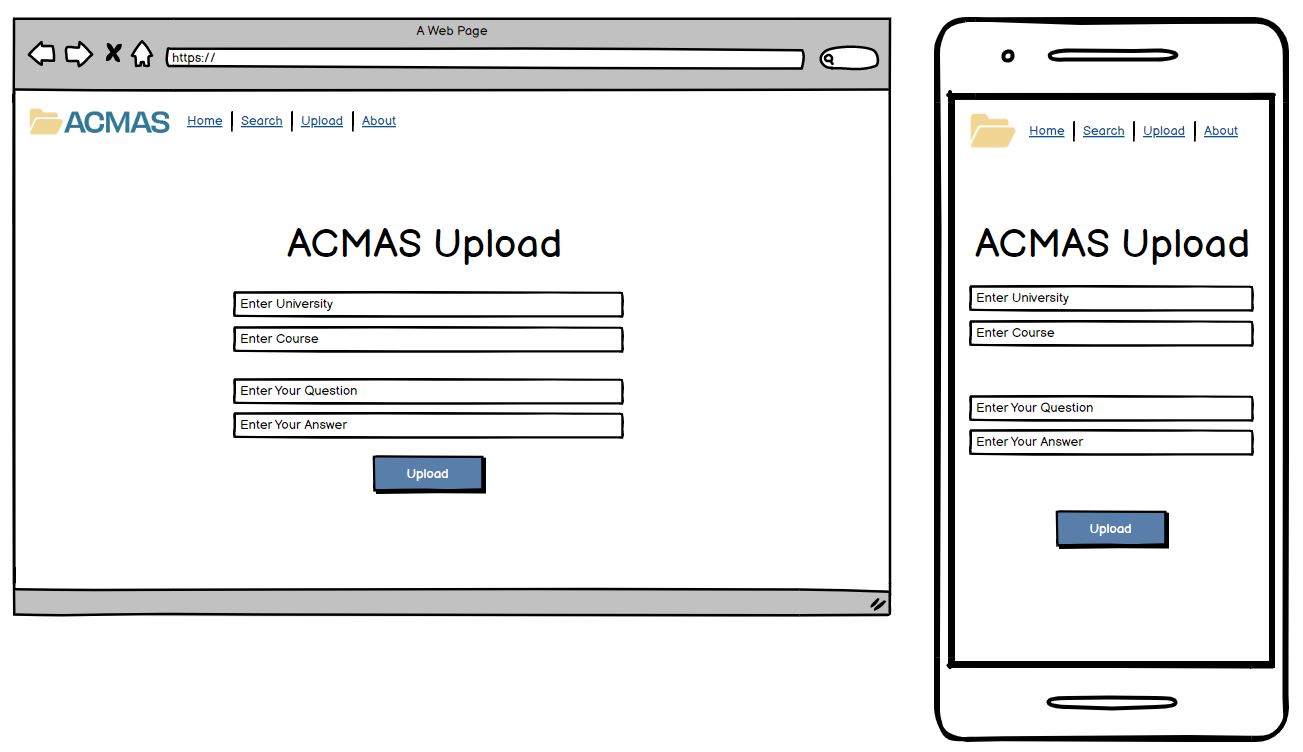 A Web Page
https://
ACMAS Home Search Upload About
ACMAS Upload
Enter University
Enter Course
Enter Your Question
Enter Your Answer
Upload
Home Search Upload About
ACMAS Upload
Enter University
Enter Course
Enter Your Question
Enter Your Answer
Upload